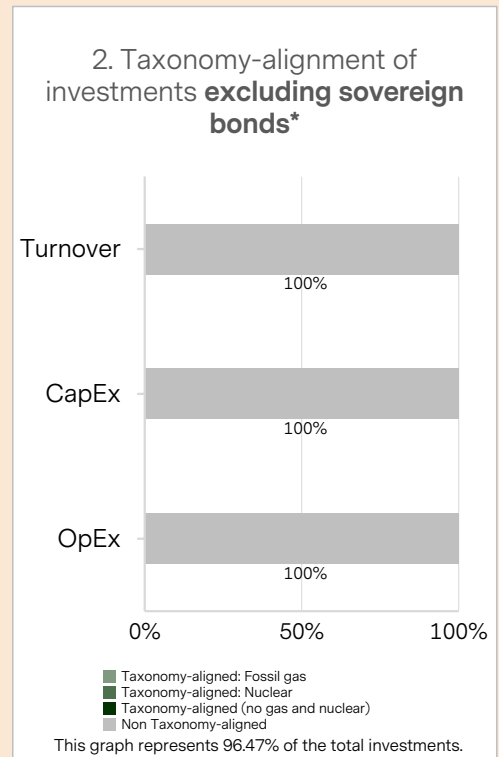 2. Taxonomy-alignment of
investments excluding sovereign
bonds*
Turnover
100%
CapEx
100%
OpEx
100%
0% 50% 100%
Taxonomy-aligned: Fossil gas
Taxonomy-aligned: Nuclear
Taxonomy-aligned (no gas and nuclear)
Non Taxonomy-aligned
This graph represents 96.47% of the total investments.